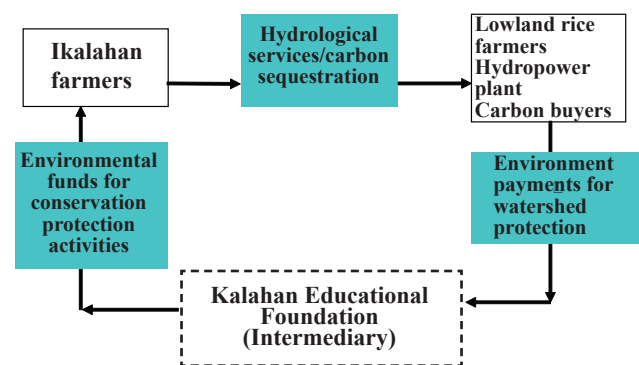 Ikalahan
farmers
Hydrological
services/carbon
sequestration
Lowland rice
farmers
Hydropower
plant
Carbon buyers
Environmental
funds for
conservation
protection
activities
Environment
payments for
watershed
protection
Kalahan Educational
Foundation
(Intermediary)